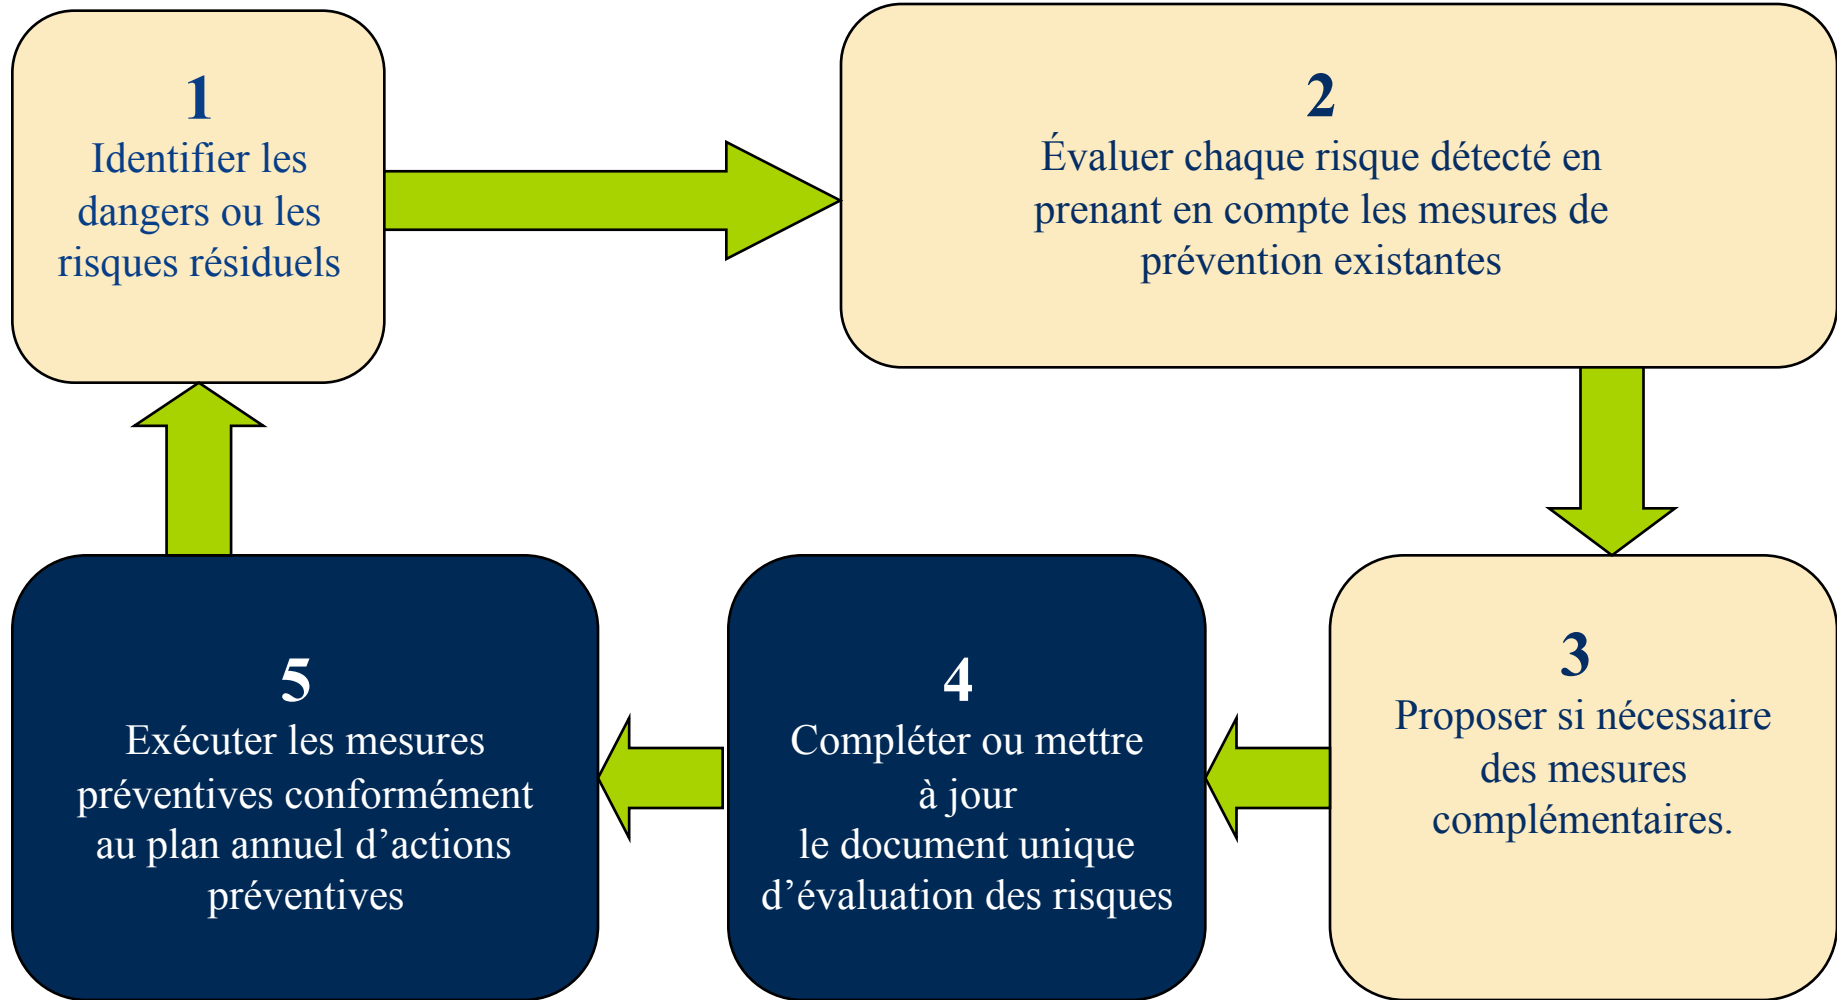 1
Identifier les
dangers ou les
risques résiduels
2
Évaluer chaque risque détecté en
prenant en compte les mesures de
prévention existantes
3
Proposer si nécessaire
des mesures
complémentaires.
4
Compléter ou mettre
à jour
le document unique
d’évaluation des risques
5
Exécuter les mesures
préventives conformément
au plan annuel d’actions
préventives